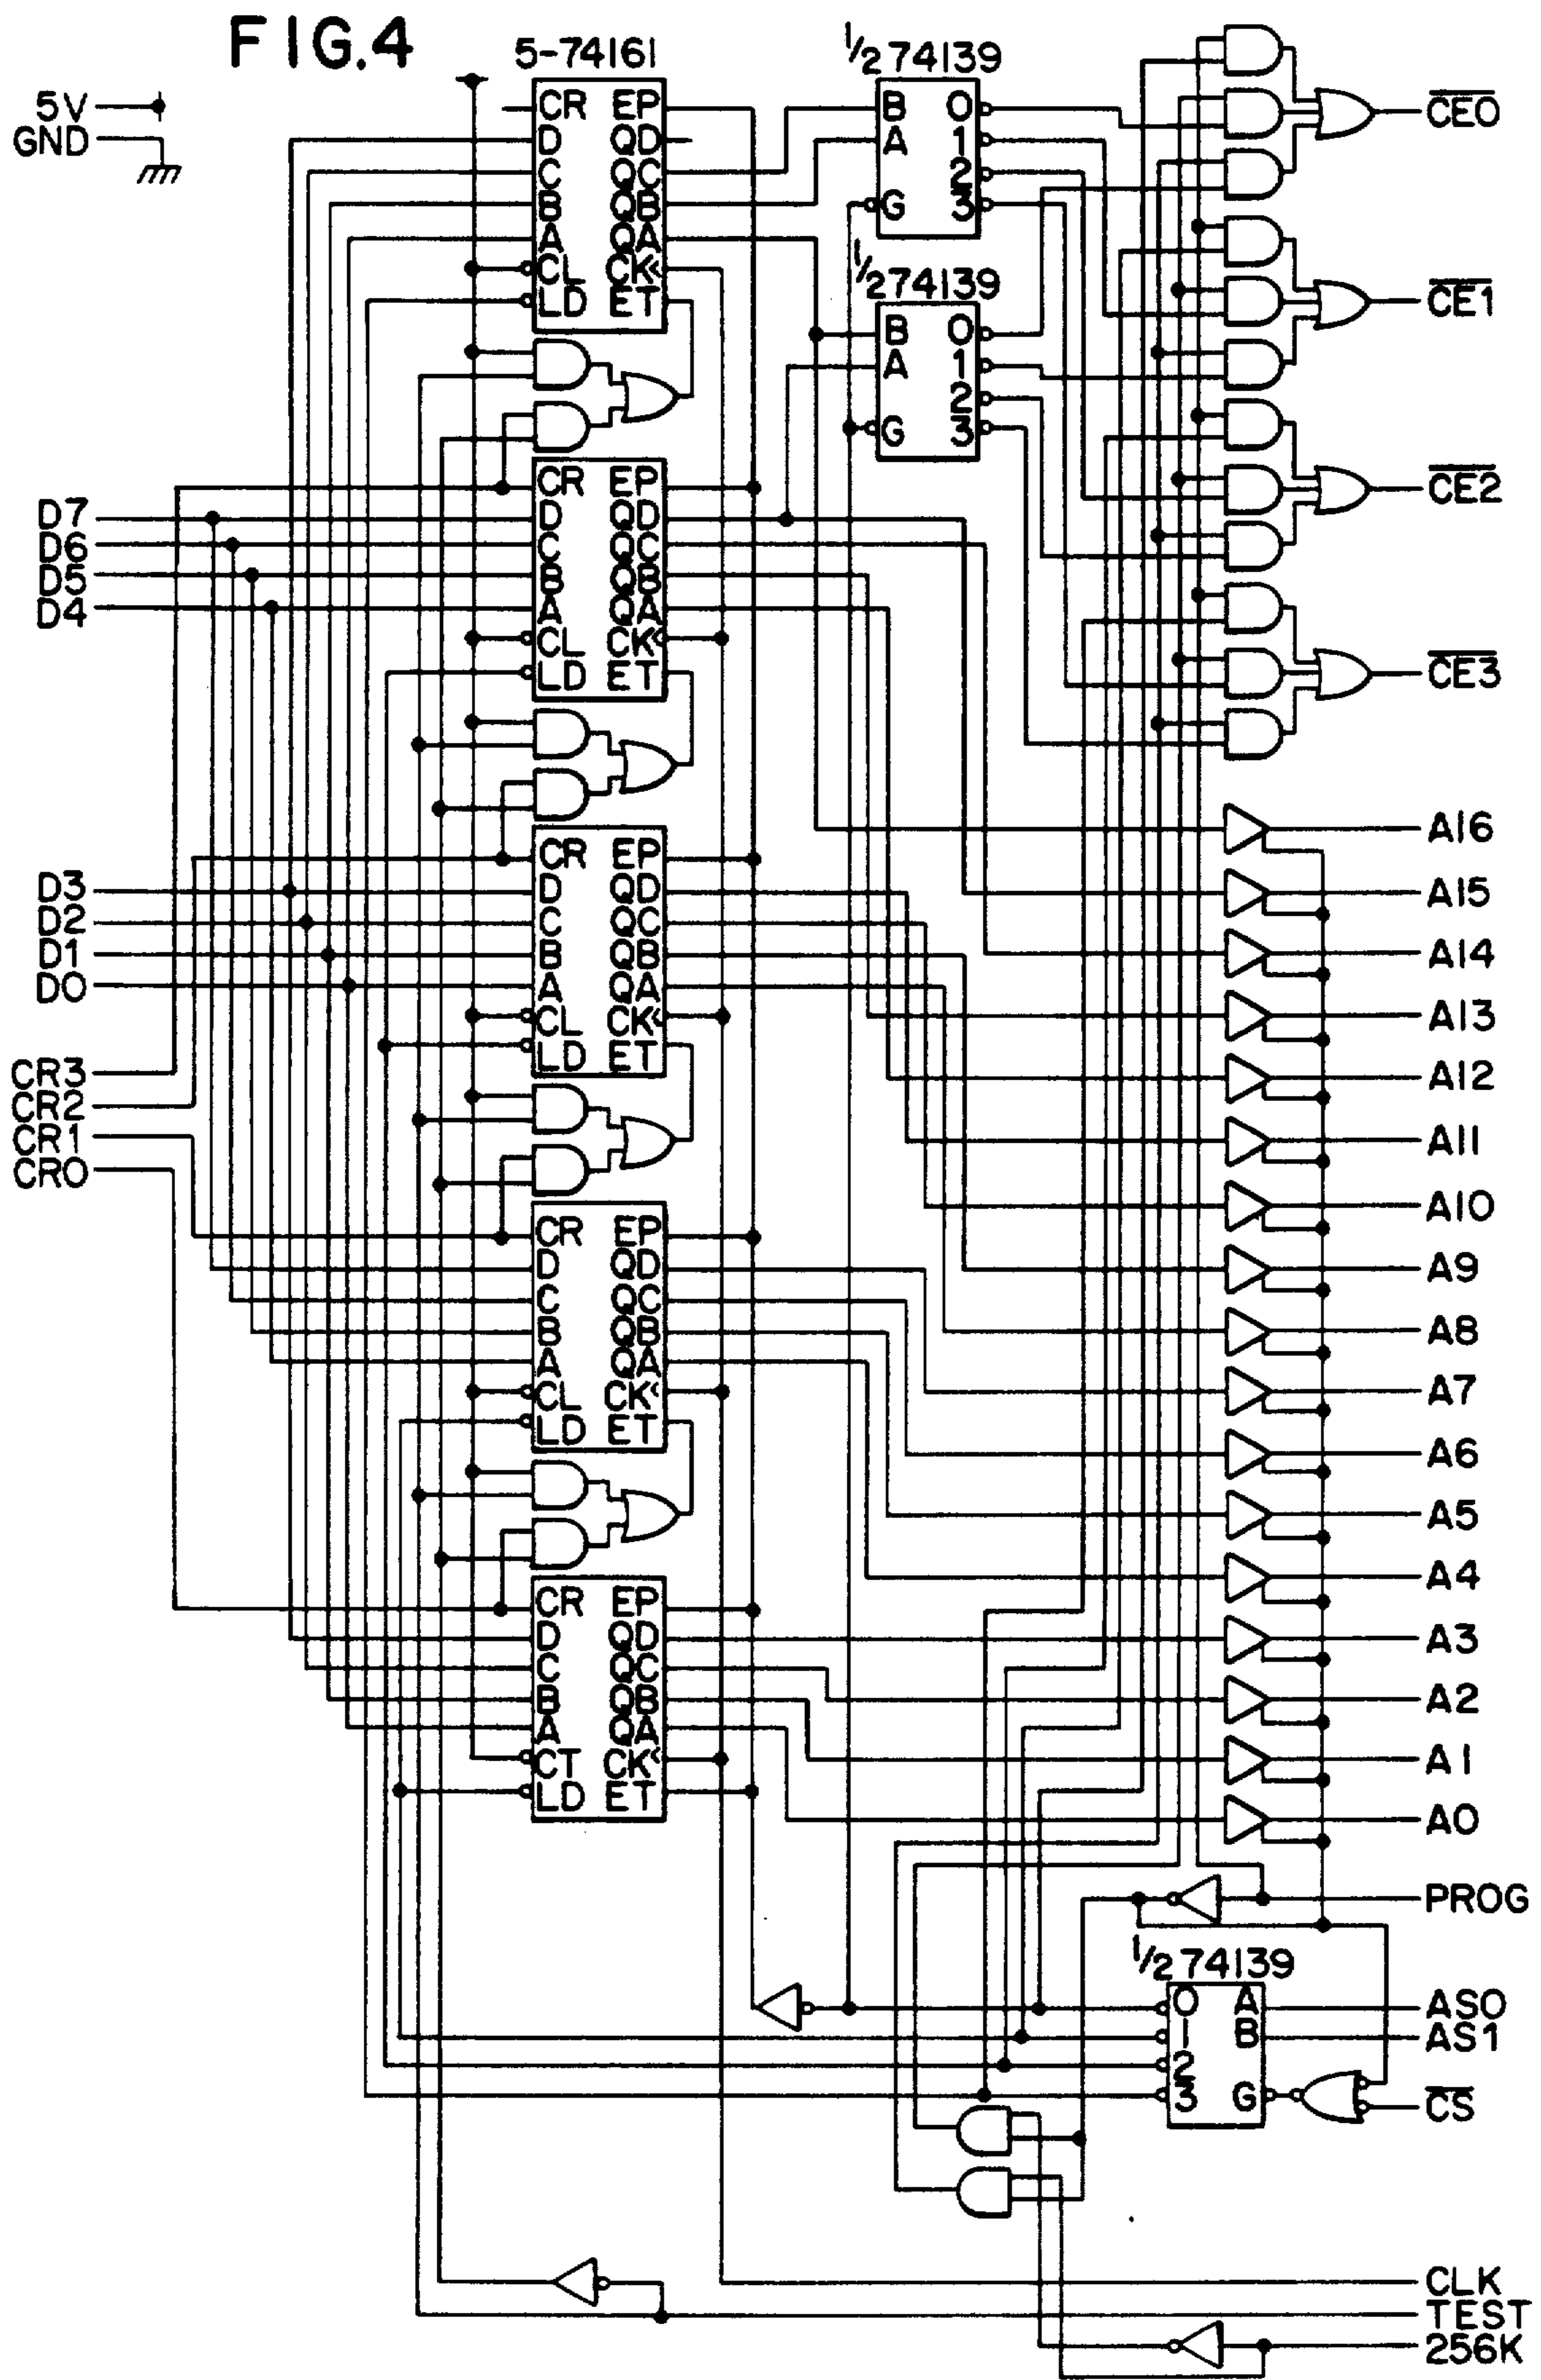 FIG.4
5-74161
1/2 74139
5V
GND
CR EP
D QD
C QC
B QB
A QA
CL CK
LD ET
B 0
A 1
2
G 3
1/2 74139
B 0
A 1
2
G 3
CE0
CE1
CE2
CE3
D7
D6
D5
D4
CR EP
D QD
C QC
B QB
A QA
CL CK
LD ET
D3
D2
D1
D0
CR EP
D QD
C QC
B QB
A QA
CL CK
LD ET
CR3
CR2
CR1
CR0
CR EP
D QD
C QC
B QB
A QA
CL CK
LD ET
CR EP
D QD
C QC
B QB
A QA
CT CK
LD ET
A16
A15
A14
A13
A12
A11
A10
A9
A8
A7
A6
A5
A4
A3
A2
A1
A0
PROG
1/2 74139
0 A
1 B
2
3 G
AS0
AS1
CS
CLK
TEST
256K